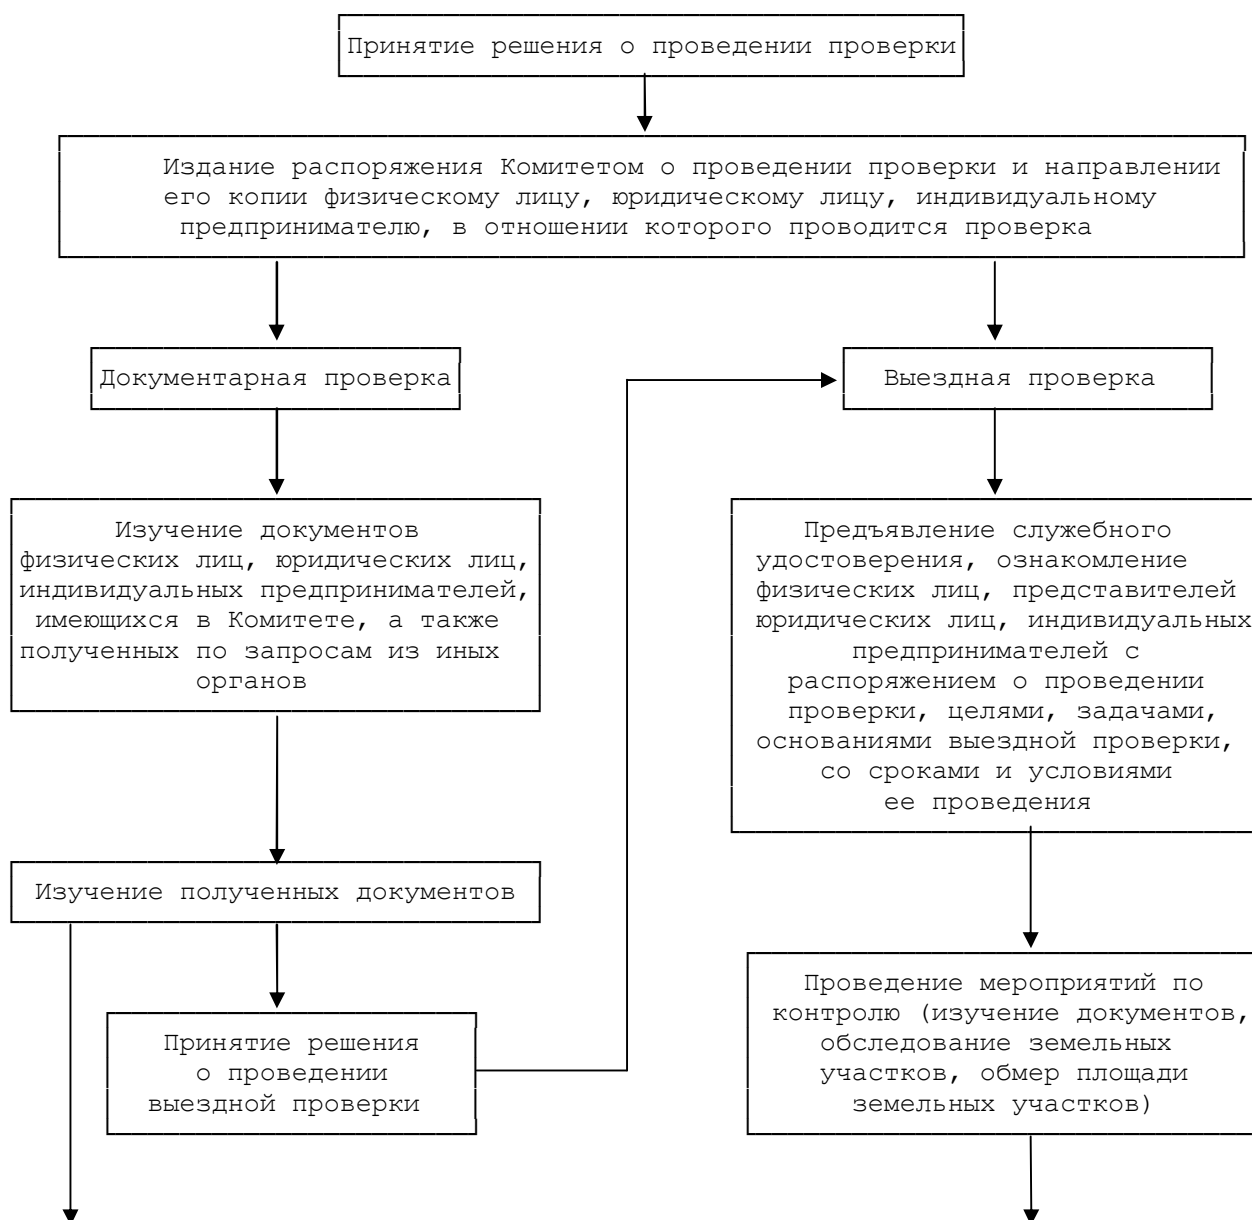 Принятие решения о проведении проверки
Издание распоряжения Комитетом о проведении проверки и направлении
его копии физическому лицу, юридическому лицу, индивидуальному
предпринимателю, в отношении которого проводится проверка
Документарная проверка
Выездная проверка
Изучение документов
физических лиц, юридических лиц,
индивидуальных предпринимателей,
имеющихся в Комитете, а также
полученных по запросам из иных
органов
Предъявление служебного
удостоверения, ознакомление
физических лиц, представителей
юридических лиц, индивидуальных
предпринимателей с
распоряжением о проведении
проверки, целями, задачами,
основаниями выездной проверки,
со сроками и условиями
ее проведения
Изучение полученных документов
Принятие решения
о проведении
выездной проверки
Проведение мероприятий по
контролю (изучение документов,
обследование земельных
участков, обмер площади
земельных участков)